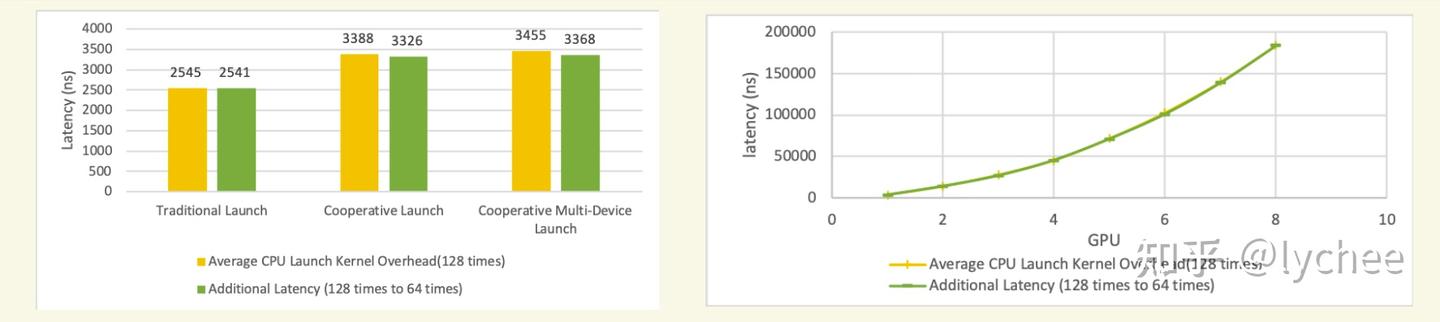 4000
3500
3000
2500
2000
1500
1000
500
0
Latency (ns)
2545
2541
3388
3326
3455
3368
Traditional Launch
Cooperative Launch
Cooperative Multi-Device
Launch
Average CPU Launch Kernel Overhead(128 times)
Additional Latency (128 times to 64 times)
200000
150000
100000
50000
0
latency (ns)
0
2
4
6
8
10
GPU
Average CPU Launch Kernel Overhead(128 times)
Additional Latency (128 times to 64 times)
知乎 @lychee